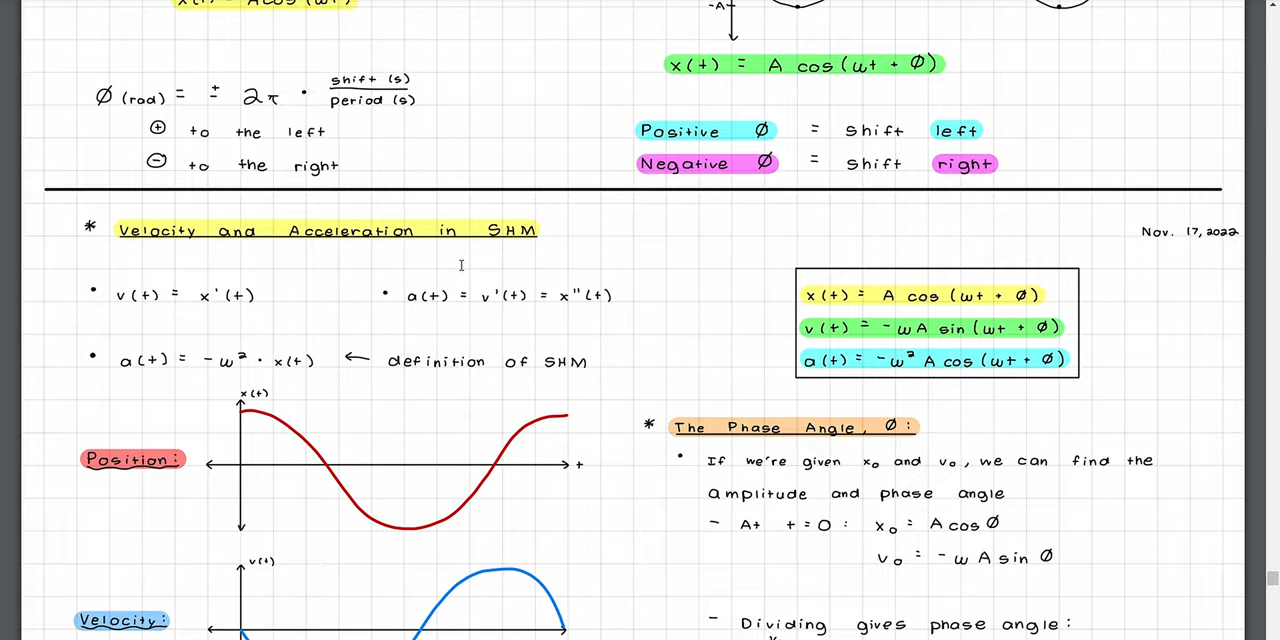 x(t) = A cos (ωt)
-A
x(t) = A cos (ωt + Ø)
Ø (rad) = ± 2π · shift (s) / period (s)
⊕ to the left
⊖ to the right
Positive Ø = shift left
Negative Ø = shift right
* Velocity and Acceleration in SHM
Nov. 17, 2022
• v(t) = x'(t)
• a(t) = v'(t) = x''(t)
• a(t) = -ω² · x(t) ← definition of SHM
x(t) = A cos (ωt + Ø)
v(t) = -ωA sin (ωt + Ø)
a(t) = -ω² A cos (ωt + Ø)
x(t)
Position:
t
v(t)
Velocity:
* The Phase Angle, Ø:
• If we're given x₀ and v₀, we can find the
amplitude and phase angle
- At t = 0: x₀ = A cos Ø
v₀ = -ω A sin Ø
- Dividing gives phase angle: